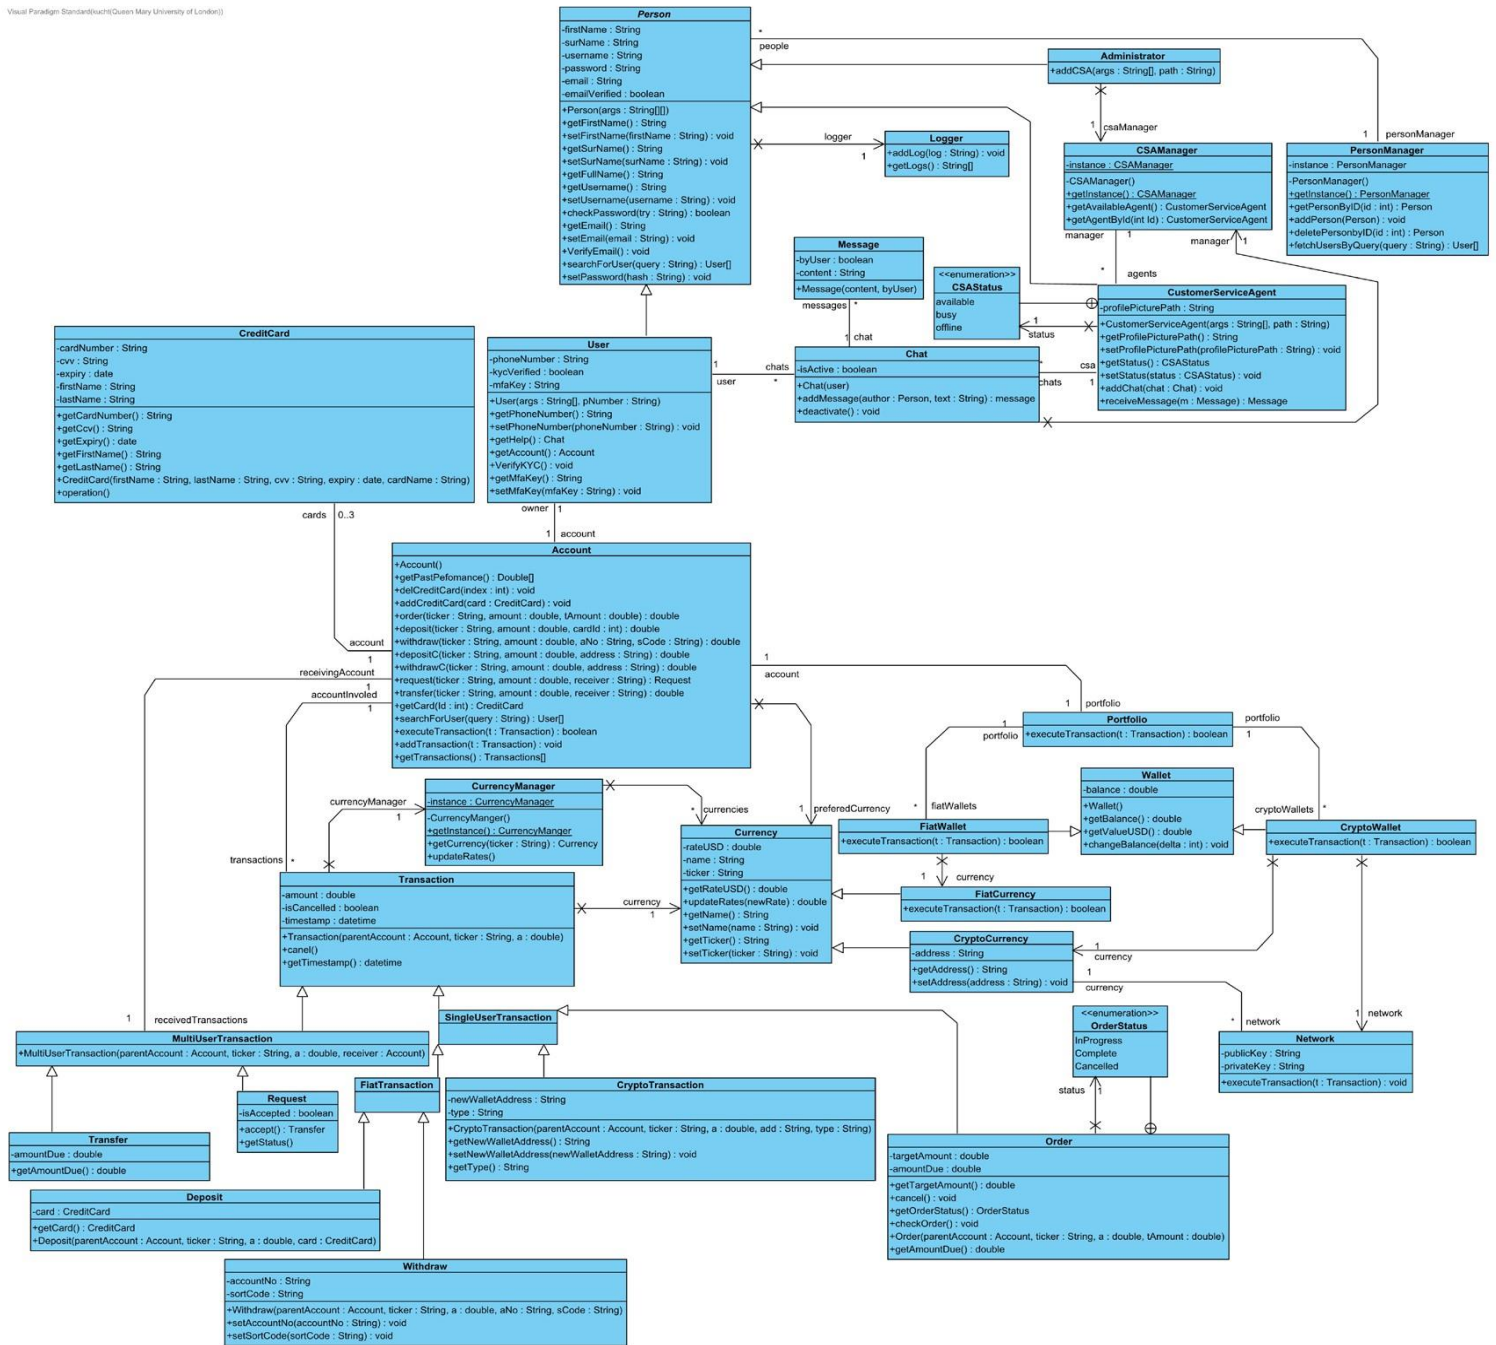 Visual Paradigm Standard(kucht(Queen Mary University of London))
Person
-firstName : String
-surName : String
-username : String
-password : String
-email : String
-emailVerified : boolean
+Person(args : String[][])
+getFirstName() : String
+setFirstName(firstName : String) : void
+getSurName() : String
+setSurName(surName : String) : void
+getFullName() : String
+getUsername() : String
+setUsername(username : String) : void
+checkPassword(try : String) : boolean
+getEmail() : String
+setEmail(email : String) : void
+VerifyEmail() : void
+searchForUser(query : String) : User[]
+setPassword(hash : String) : void
*
people
Administrator
+addCSA(args : String[], path : String)
1
csaManager
1
personManager
logger
1
Logger
+addLog(log : String) : void
+getLogs() : String[]
CSAManager
-instance : CSAManager
-CSAManager()
+getInstance() : CSAManager
+getAvailableAgent() : CustomerServiceAgent
+getAgentById(int Id) : CustomerServiceAgent
PersonManager
-instance : PersonManager
-PersonManager()
+getInstance() : PersonManager
+getPersonByID(id : int) : Person
+addPerson(Person) : void
+deletePersonbyID(id : int) : Person
+fetchUsersByQuery(query : String) : User[]
manager
1
manager
1
*
agents
Message
-byUser : boolean
-content : String
+Message(content, byUser)
messages
*
1
chat
<<enumeration>>
CSAStatus
available
busy
offline
1
status
CustomerServiceAgent
-profilePicturePath : String
+CustomerServiceAgent(args : String[], path : String)
+getProfilePicturePath() : String
+setProfilePicturePath(profilePicturePath : String) : void
+getStatus() : CSAStatus
+setStatus(status : CSAStatus) : void
+addChat(chat : Chat) : void
+receiveMessage(m : Message) : Message
Chat
-isActive : boolean
+Chat(user)
+addMessage(author : Person, text : String) : message
+deactivate() : void
*
chats
csa
1
1
user
chats
*
CreditCard
-cardNumber : String
-cvv : String
-expiry : date
-firstName : String
-lastName : String
+getCardNumber() : String
+getCcv() : String
+getExpiry() : date
+getFirstName() : String
+getLastName() : String
+CreditCard(firstName : String, lastName : String, cvv : String, expiry : date, cardName : String)
+operation()
User
-phoneNumber : String
-kycVerified : boolean
-mfaKey : String
+User(args : String[], pNumber : String)
+getPhoneNumber() : String
+setPhoneNumber(phoneNumber : String) : void
+getHelp() : Chat
+getAccount() : Account
+VerifyKYC() : void
+getMfaKey() : String
+setMfaKey(mfaKey : String) : void
cards
0..3
owner
1
1
account
Account
+Account()
+getPastPefomance() : Double[]
+delCreditCard(index : int) : void
+addCreditCard(card : CreditCard) : void
+order(ticker : String, amount : double, tAmount : double) : double
+deposit(ticker : String, amount : double, cardId : int) : double
+withdraw(ticker : String, amount : double, aNo : String, sCode : String) : double
+depositC(ticker : String, amount : double, address : String) : double
+withdrawC(ticker : String, amount : double, address : String) : double
+request(ticker : String, amount : double, receiver : String) : Request
+transfer(ticker : String, amount : double, receiver : String) : double
+getCard(Id : int) : CreditCard
+searchForUser(query : String) : User[]
+executeTransaction(t : Transaction) : boolean
+addTransaction(t : Transaction) : void
+getTransactions() : Transactions[]
account
1
receivingAccount
1
accountInvoled
1
1
account
1
portfolio
Portfolio
+executeTransaction(t : Transaction) : boolean
1
portfolio
portfolio
1
CurrencyManager
-instance : CurrencyManager
-CurrencyManger()
+getInstance() : CurrencyManger
+getCurrency(ticker : String) : Currency
+updateRates()
currencyManager
1
*
currencies
1
preferedCurrency
*
fiatWallets
Wallet
-balance : double
+Wallet()
+getBalance() : double
+getValueUSD() : double
+changeBalance(delta : int) : void
cryptoWallets
*
Currency
-rateUSD : double
-name : String
-ticker : String
+getRateUSD() : double
+updateRates(newRate) : double
+getName() : String
+setName(name : String) : void
+getTicker() : String
+setTicker(ticker : String) : void
FiatWallet
+executeTransaction(t : Transaction) : boolean
CryptoWallet
+executeTransaction(t : Transaction) : boolean
1
currency
FiatCurrency
+executeTransaction(t : Transaction) : boolean
CryptoCurrency
-address : String
+getAddress() : String
+setAddress(address : String) : void
1
currency
1
currency
*
network
1
network
transactions
*
Transaction
-amount : double
-isCancelled : boolean
-timestamp : datetime
+Transaction(parentAccount : Account, ticker : String, a : double)
+canel()
+getTimestamp() : datetime
currency
1
1
receivedTransactions
MultiUserTransaction
+MultiUserTransaction(parentAccount : Account, ticker : String, a : double, receiver : Account)
SingleUserTransaction
<<enumeration>>
OrderStatus
InProgress
Complete
Cancelled
status
1
Network
-publicKey : String
-privateKey : String
+executeTransaction(t : Transaction) : void
Request
-isAccepted : boolean
+accept() : Transfer
+getStatus()
FiatTransaction
CryptoTransaction
-newWalletAddress : String
-type : String
+CryptoTransaction(parentAccount : Account, ticker : String, a : double, add : String, type : String)
+getNewWalletAddress() : String
+setNewWalletAddress(newWalletAddress : String) : void
+getType() : String
Transfer
-amountDue : double
+getAmountDue() : double
Order
-targetAmount : double
-amountDue : double
+getTargetAmount() : double
+cancel() : void
+getOrderStatus() : OrderStatus
+checkOrder() : void
+Order(parentAccount : Account, ticker : String, a : double, tAmount : double)
+getAmountDue() : double
Deposit
-card : CreditCard
+getCard() : CreditCard
+Deposit(parentAccount : Account, ticker : String, a : double, card : CreditCard)
Withdraw
-accountNo : String
-sortCode : String
+Withdraw(parentAccount : Account, ticker : String, a : double, aNo : String, sCode : String)
+setAccountNo(accountNo : String) : void
+setSortCode(sortCode : String) : void